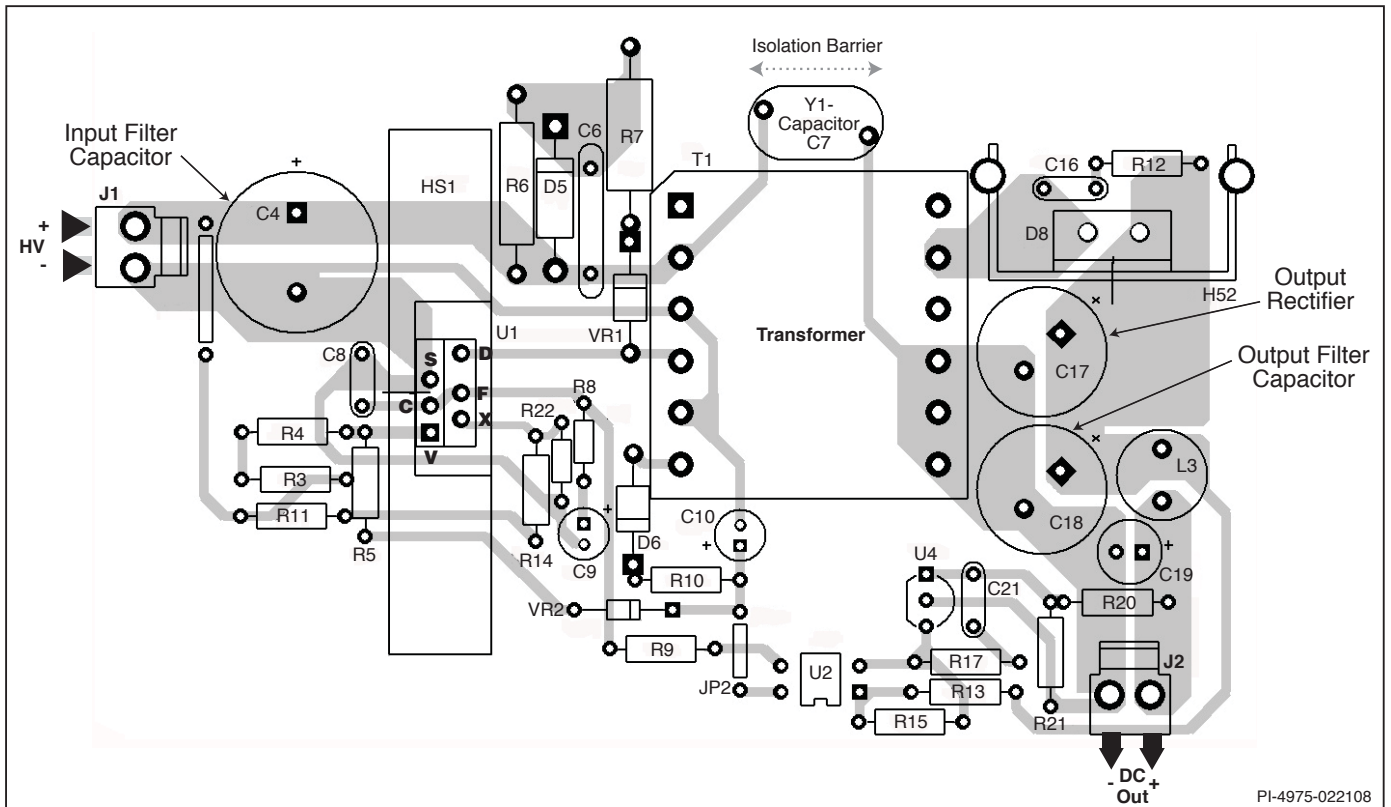 Isolation Barrier
Y1-
Capacitor
C7
Input Filter
Capacitor
+
J1
C4
HS1
R6
D5
C6
R7
T1
C16
R12
D8
+
HV
-
H52
Output
Rectifier
U1
VR1
Transformer
C17
Output Filter
Capacitor
C8
S
D
C
F
X
V
R8
R22
R4
R3
R11
R5
R14
+
C9
D6
C10
+
C18
L3
+
C19
R10
VR2
U4
C21
R20
R9
JP2
U2
R17
R13
R15
R21
J2
- DC +
Out
PI-4975-022108